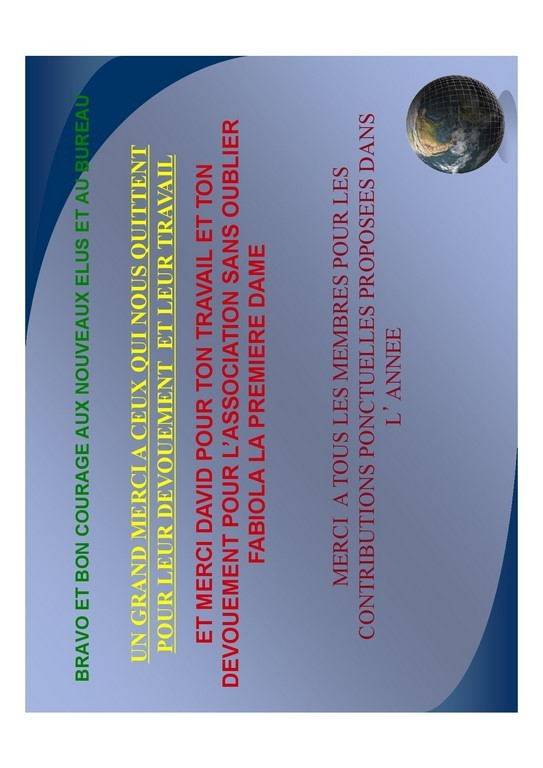 BRAVO ET BON COURAGE AUX NOUVEAUX ELUS ET AU BUREAU
UN GRAND MERCI A CEUX QUI NOUS QUITTENT
POUR LEUR DEVOUEMENT ET LEUR TRAVAIL
ET MERCI DAVID POUR TON TRAVAIL ET TON
DEVOUEMENT POUR L'ASSOCIATION SANS OUBLIER
FABIOLA LA PREMIERE DAME
MERCI A TOUS LES MEMBRES POUR LES
CONTRIBUTIONS PONCTUELLES PROPOSEES DANS
L’ ANNEE